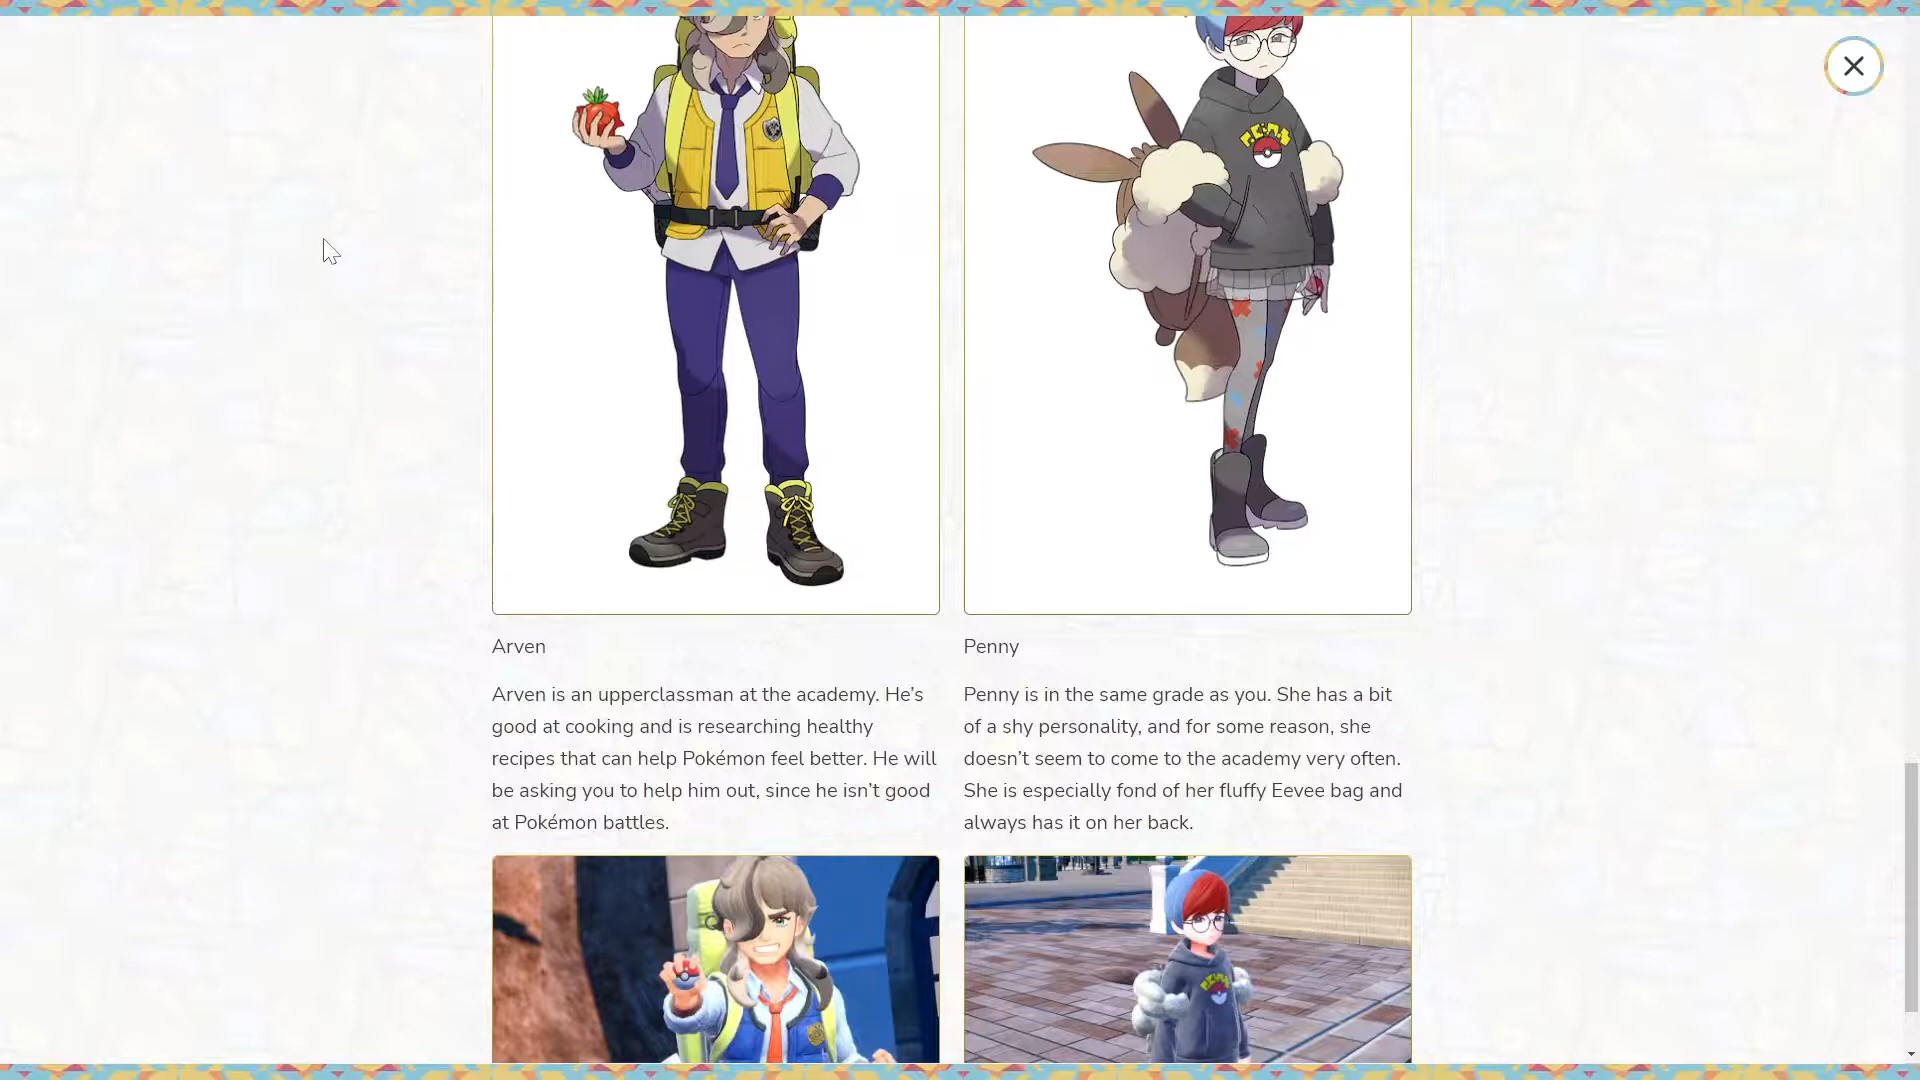 Arven
Arven is an upperclassman at the academy. He’s
good at cooking and is researching healthy
recipes that can help Pokémon feel better. He will
be asking you to help him out, since he isn’t good
at Pokémon battles.
Penny
Penny is in the same grade as you. She has a bit
of a shy personality, and for some reason, she
doesn’t seem to come to the academy very often.
She is especially fond of her fluffy Eevee bag and
always has it on her back.